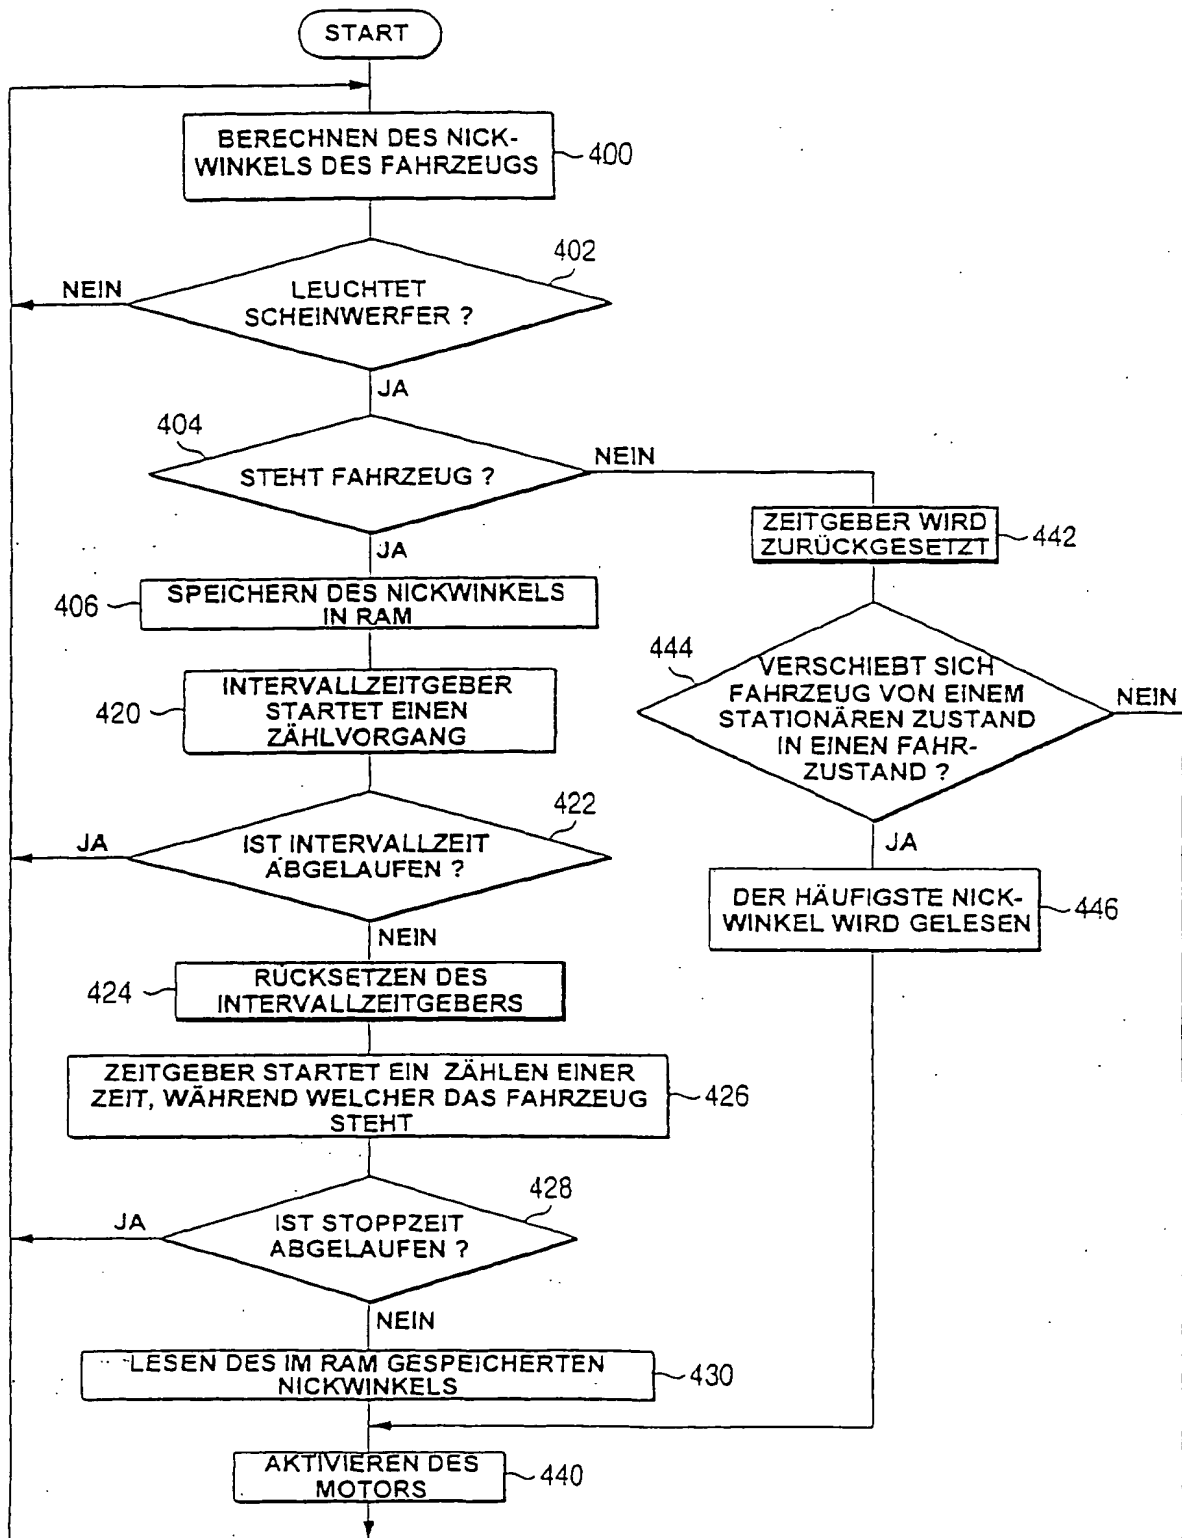 START
BERECHNEN DES NICK-
WINKELS DES FAHRZEUGS
400
402
NEIN
LEUCHTET
SCHEINWERFER ?
JA
404
STEHT FAHRZEUG ?
NEIN
ZEITGEBER WIRD
ZURÜCKGESETZT
442
JA
406
SPEICHERN DES NICKWINKELS
IN RAM
444
VERSCHIEBT SICH
FAHRZEUG VON EINEM
STATIONÄREN ZUSTAND
IN EINEN FAHR-
ZUSTAND ?
NEIN
420
INTERVALLZEITGEBER
STARTET EINEN
ZÄHLVORGANG
422
JA
IST INTERVALLZEIT
ABGELAUFEN ?
JA
DER HÄUFIGSTE NICK-
WINKEL WIRD GELESEN
446
NEIN
424
RÜCKSETZEN DES
INTERVALLZEITGEBERS
ZEITGEBER STARTET EIN ZÄHLEN EINER
ZEIT, WÄHREND WELCHER DAS FAHRZEUG
STEHT
426
428
JA
IST STOPPZEIT
ABGELAUFEN ?
NEIN
LESEN DES IM RAM GESPEICHERTEN
NICKWINKELS
430
AKTIVIEREN DES
MOTORS
440